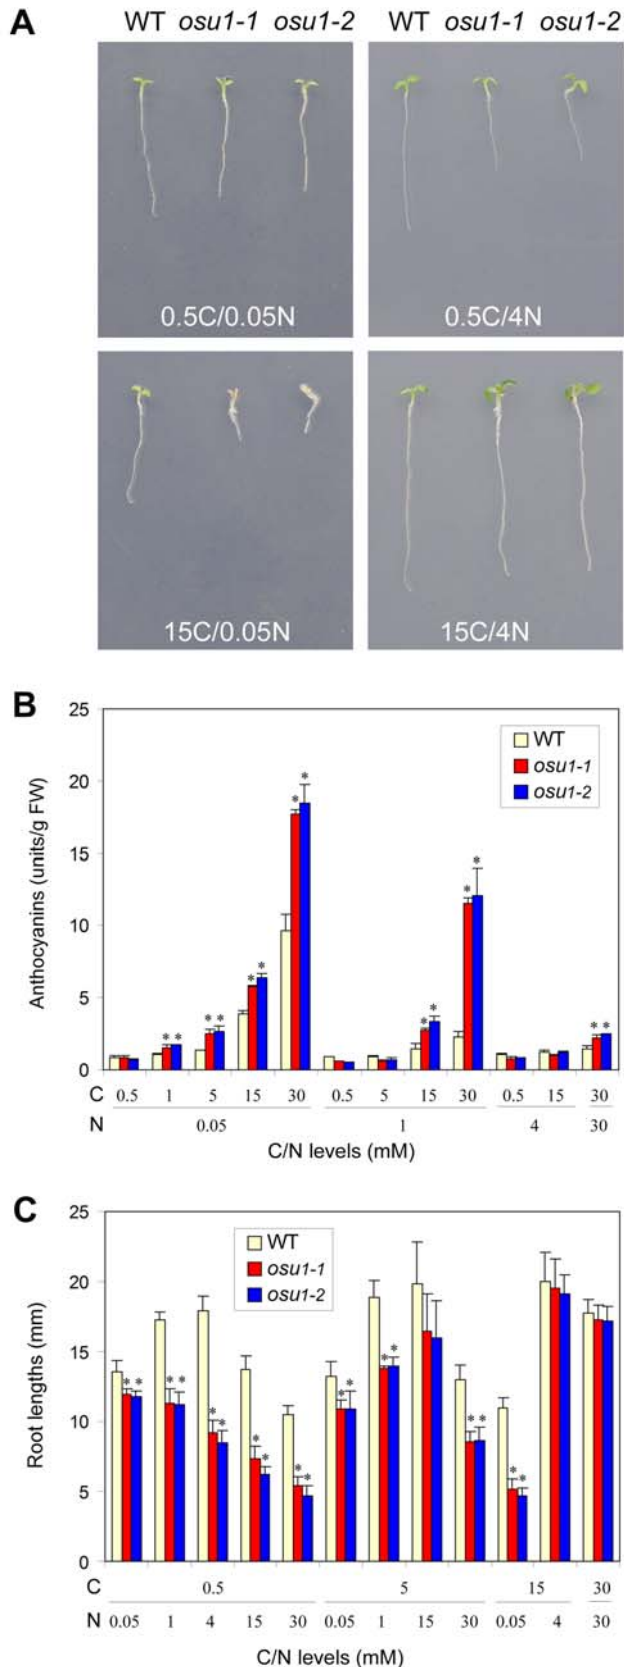 A
WT osu1-1 osu1-2 WT osu1-1 osu1-2
0.5C/0.05N 0.5C/4N
15C/0.05N 15C/4N
B
25
20
15
10
5
0
Anthocyanins (units/g FW)
WT
osu1-1
osu1-2
* * * * * * * * * * * * * *
C 0.5 1 5 15 30 0.5 5 15 30 0.5 15 30
N 0.05 1 4 30
C/N levels (mM)
C
25
20
15
10
5
0
Root lengths (mm)
WT
osu1-1
osu1-2
* * * * * * * * * * * * * * * * * *
C 0.5 5 15 30
N 0.05 1 4 15 30 0.05 1 15 30 0.05 4 30
C/N levels (mM)